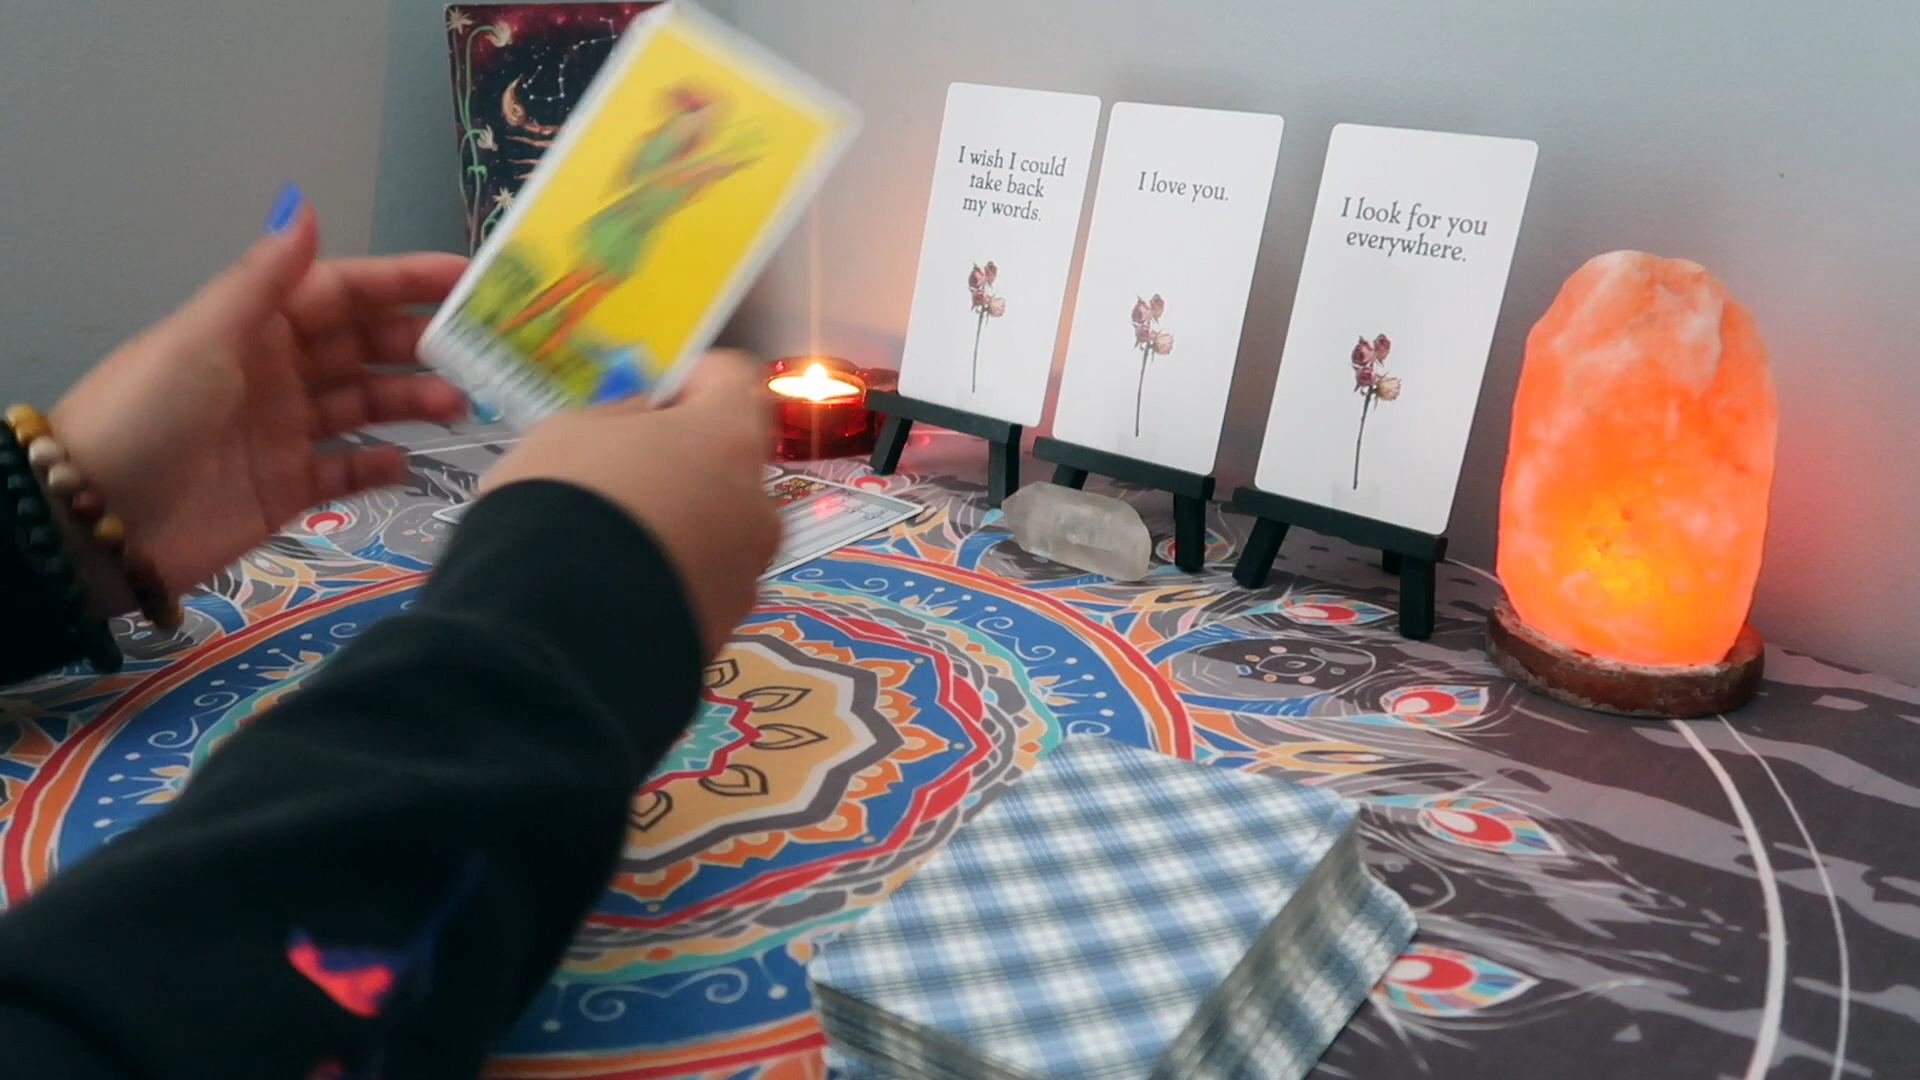 I wish I could
take back
my words.
I love you.
I look for you
everywhere.